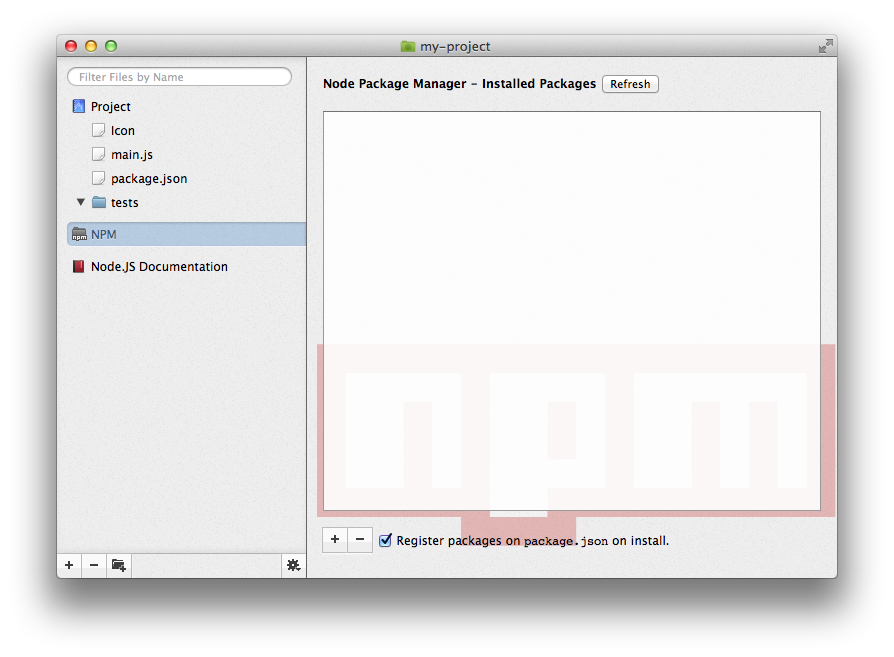 my-project
Filter Files by Name
Project
Icon
main.js
package.json
tests
NPM
Node.JS Documentation
Node Package Manager - Installed Packages Refresh
npm
Register packages on package.json on install.